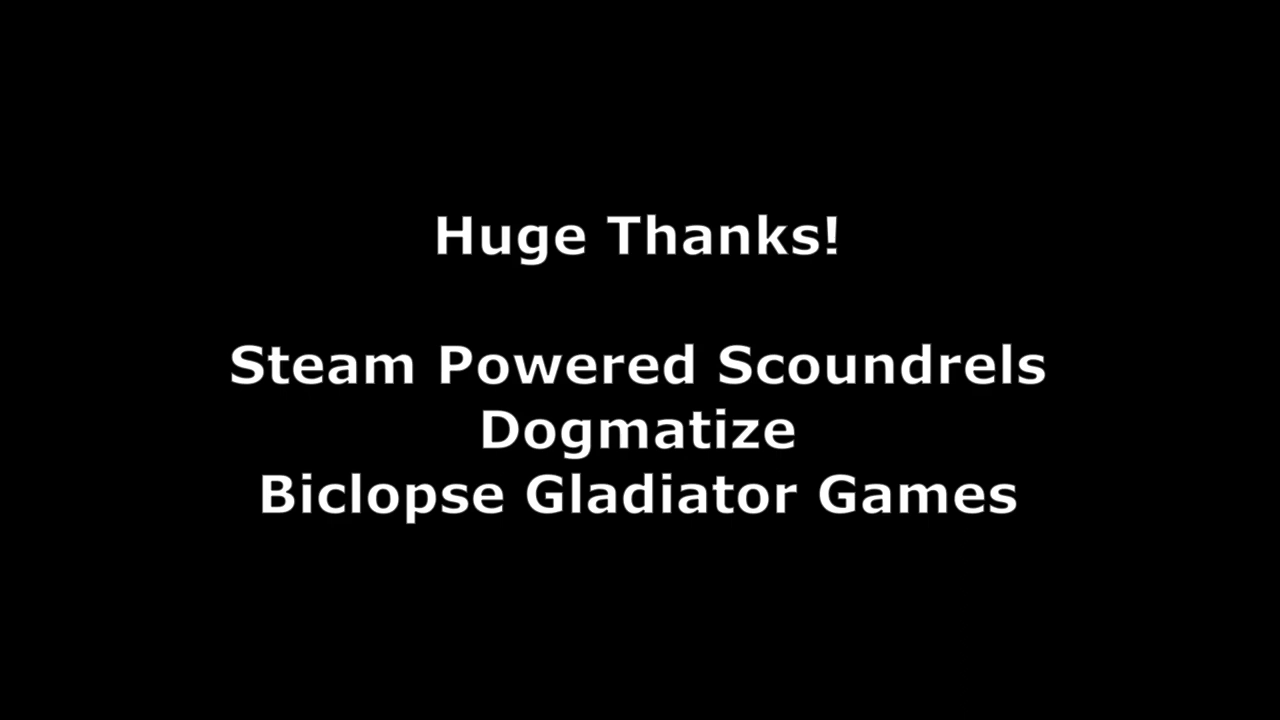 Huge Thanks!
Steam Powered Scoundrels
Dogmatize
Biclopse Gladiator Games